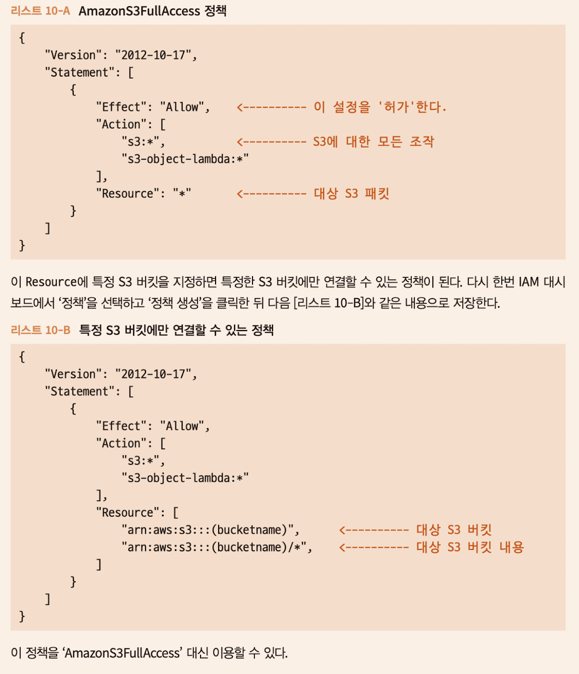 리스트 10-A AmazonS3FullAccess 정책
{
    "Version": "2012-10-17",
    "Statement": [
        {
            "Effect": "Allow",    <---------- 이 설정을 '허가'한다.
            "Action": [
                "s3:*",           <---------- S3에 대한 모든 조작
                "s3-object-lambda:*"
            ],
            "Resource": "*"       <---------- 대상 S3 패킷
        }
    ]
}
이 Resource에 특정 S3 버킷을 지정하면 특정한 S3 버킷에만 연결할 수 있는 정책이 된다. 다시 한번 IAM 대시
보드에서 ‘정책’을 선택하고 ‘정책 생성’을 클릭한 뒤 다음 [리스트 10-B]와 같은 내용으로 저장한다.
리스트 10-B 특정 S3 버킷에만 연결할 수 있는 정책
{
    "Version": "2012-10-17",
    "Statement": [
        {
            "Effect": "Allow",
            "Action": [
                "s3:*",
                "s3-object-lambda:*"
            ],
            "Resource": [
                "arn:aws:s3:::(bucketname)",      <---------- 대상 S3 버킷
                "arn:aws:s3:::(bucketname)/*",    <---------- 대상 S3 버킷 내용
            ]
        }
    ]
}
이 정책을 ‘AmazonS3FullAccess’ 대신 이용할 수 있다.